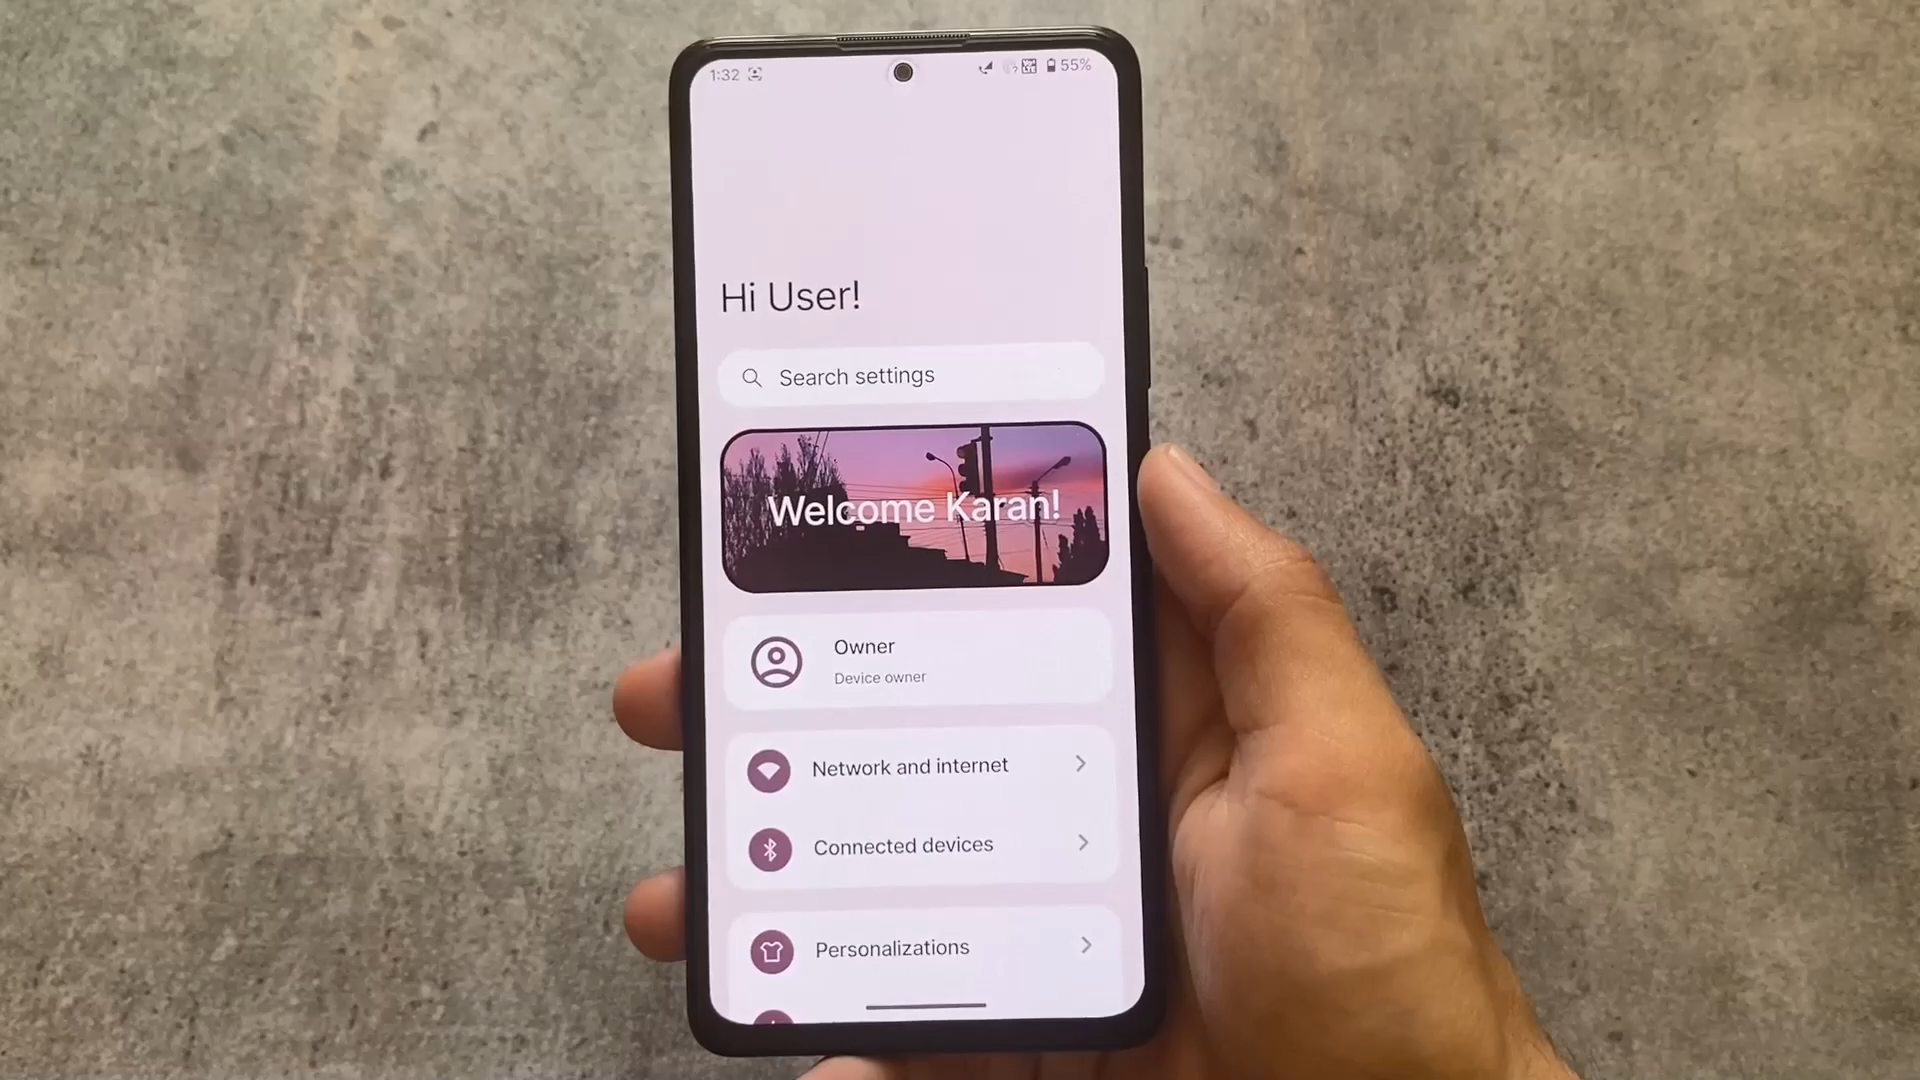 1:32 55%
Hi User!
Search settings
Welcome Karan!
Owner
Device owner
Network and internet
Connected devices
Personalizations